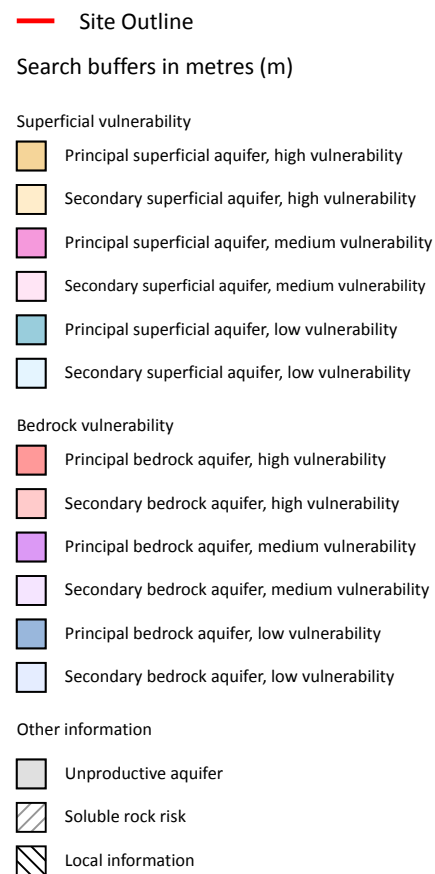 Site Outline
Search buffers in metres (m)
Superficial vulnerability
Principal superficial aquifer, high vulnerability
Secondary superficial aquifer, high vulnerability
Principal superficial aquifer, medium vulnerability
Secondary superficial aquifer, medium vulnerability
Principal superficial aquifer, low vulnerability
Secondary superficial aquifer, low vulnerability
Bedrock vulnerability
Principal bedrock aquifer, high vulnerability
Secondary bedrock aquifer, high vulnerability
Principal bedrock aquifer, medium vulnerability
Secondary bedrock aquifer, medium vulnerability
Principal bedrock aquifer, low vulnerability
Secondary bedrock aquifer, low vulnerability
Other information
Unproductive aquifer
Soluble rock risk
Local information